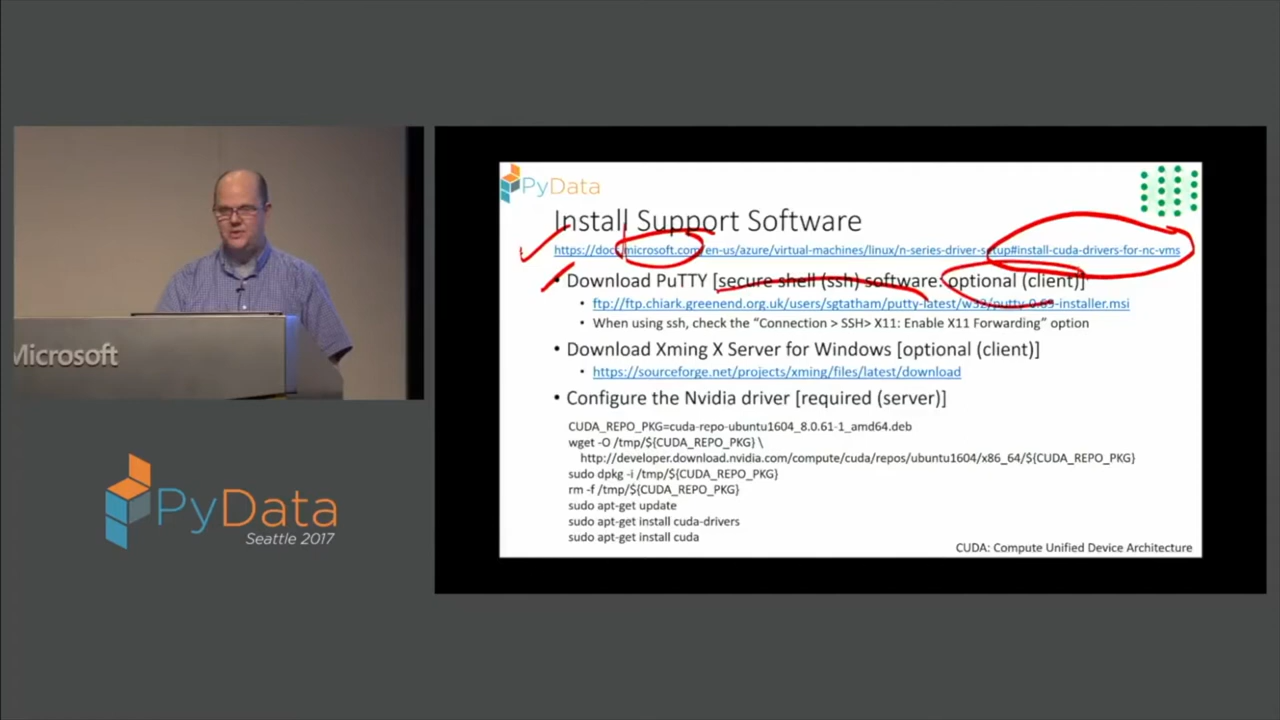 PyData
Install Support Software
https://docs.microsoft.com/en-us/azure/virtual-machines/linux/n-series-driver-setup#install-cuda-drivers-for-nc-vms
• Download PuTTY [secure shell (ssh) software: optional (client)]
• ftp://ftp.chiark.greenend.org.uk/users/sgtatham/putty-latest/w32/putty-0.69-installer.msi
• When using ssh, check the “Connection > SSH> X11: Enable X11 Forwarding” option
• Download Xming X Server for Windows [optional (client)]
• https://sourceforge.net/projects/xming/files/latest/download
• Configure the Nvidia driver [required (server)]
CUDA_REPO_PKG=cuda-repo-ubuntu1604_8.0.61-1_amd64.deb
wget -O /tmp/${CUDA_REPO_PKG} \
http://developer.download.nvidia.com/compute/cuda/repos/ubuntu1604/x86_64/${CUDA_REPO_PKG}
sudo dpkg -i /tmp/${CUDA_REPO_PKG}
rm -f /tmp/${CUDA_REPO_PKG}
sudo apt-get update
sudo apt-get install cuda-drivers
sudo apt-get install cuda
CUDA: Compute Unified Device Architecture
Microsoft
PyData
Seattle 2017